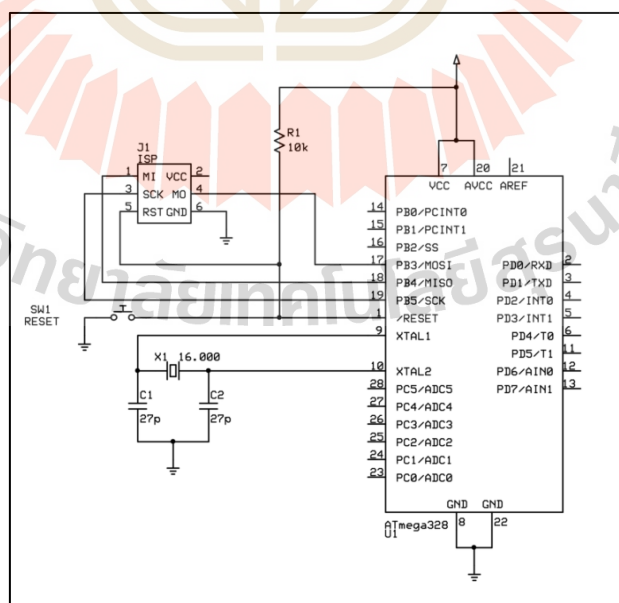 R1
10k
J1
ISP
1 MI VCC 2
3 SCK MO 4
5 RST GND 6
7 20 21
VCC AVCC AREF
14 PB0/PCINT0
15 PB1/PCINT1
16 PB2/SS
17 PB3/MOSI PD0/RXD 2
18 PB4/MISO PD1/TXD 3
19 PB5/SCK PD2/INT0 4
1 /RESET PD3/INT1 5
9 XTAL1 PD4/T0 6
PD5/T1 11
10 XTAL2 PD6/AIN0 12
28 PC5/ADC5 PD7/AIN1 13
27 PC4/ADC4
26 PC3/ADC3
25 PC2/ADC2
24 PC1/ADC1
23 PC0/ADC0
SW1
RESET
X1 16.000
C1
27p
C2
27p
GND GND
8 22
ATmega328
U1